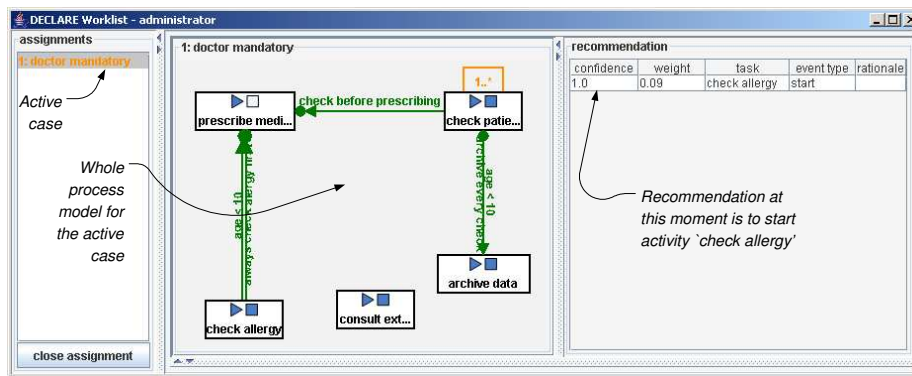 DECLARE Worklist - administrator
assignments
1: doctor mandatory
Active
case
Whole
process
model for
the active
case
close assignment
1: doctor mandatory
1..*
prescribe medi...
check before prescribing
check patie...
age < 10
always check alergy first
age < 10
archive every check
archive data
check allergy
consult ext...
recommendation
confidence weight task event type rationale
1.0 0.09 check allergy start
Recommendation at
this moment is to start
activity `check allergy'